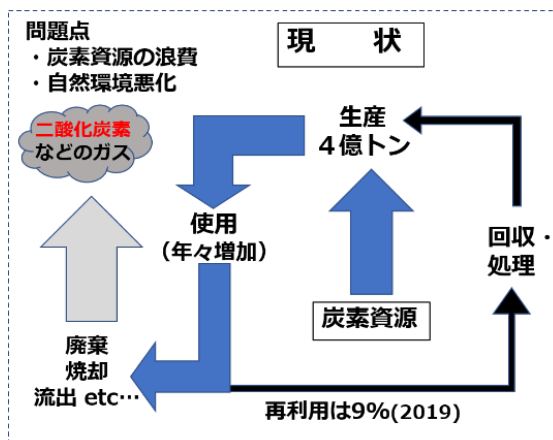 問題点
・炭素資源の浪費
・自然環境悪化
現 状
二酸化炭素
などのガス
生産
４億トン
使用
（年々増加）
回収・
処理
炭素資源
廃棄
焼却
流出 etc…
再利用は9%(2019)